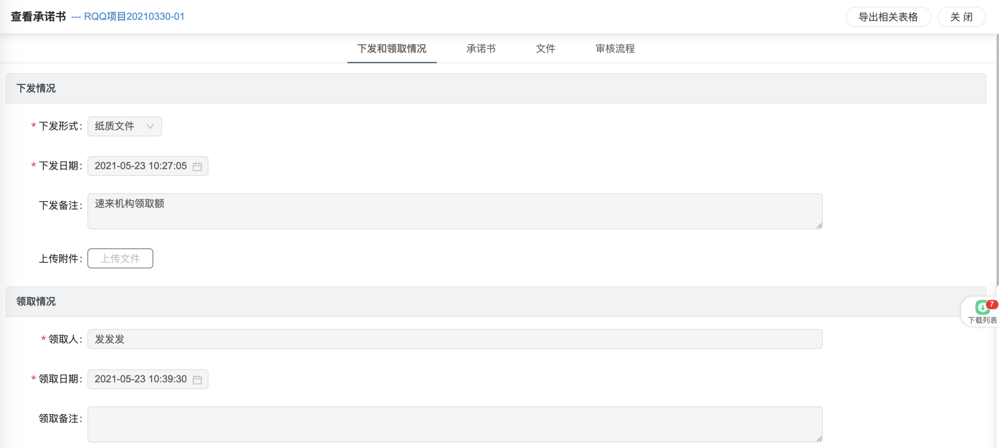 查看承诺书 --- RQQ项目20210330-01
导出相关表格
关 闭
下发和领取情况
承诺书
文件
审核流程
下发情况
* 下发形式: 纸质文件
* 下发日期: 2021-05-23 10:27:05
下发备注: 速来机构领取额
上传附件: 上传文件
领取情况
7
下载列表
* 领取人: 发发发
* 领取日期: 2021-05-23 10:39:30
领取备注: